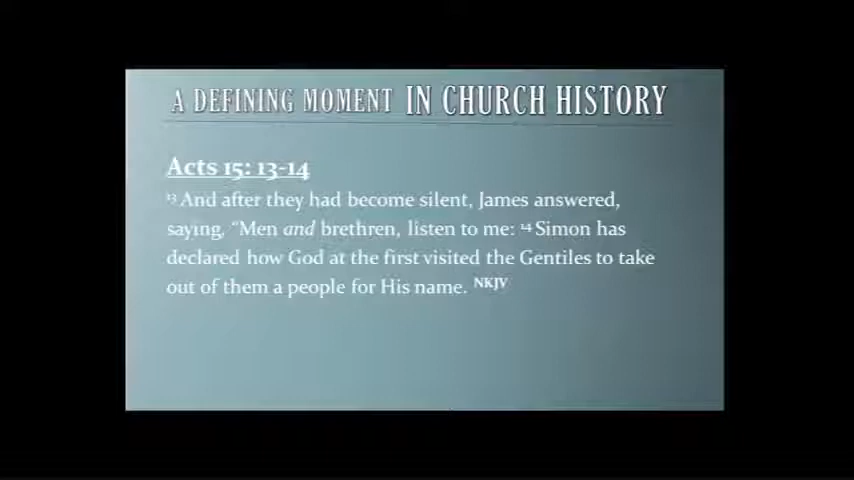 A DEFINING MOMENT IN CHURCH HISTORY
Acts 15: 13-14
13 And after they had become silent, James answered,
saying, “Men and brethren, listen to me: 14 Simon has
declared how God at the first visited the Gentiles to take
out of them a people for His name. NKJV